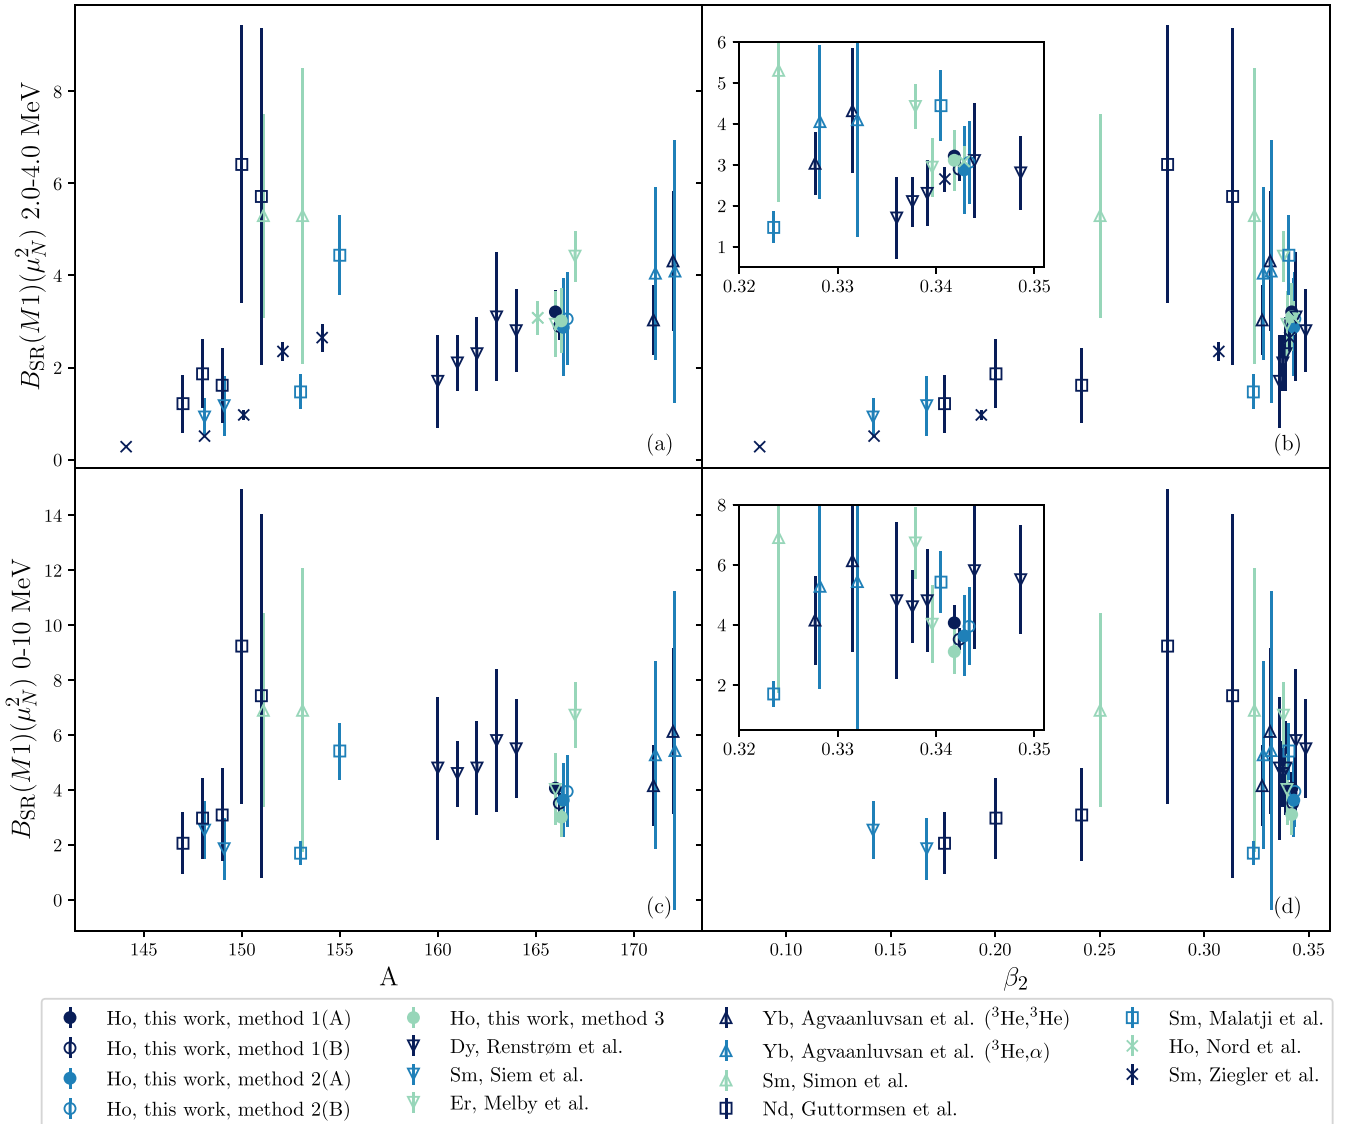 B_SR(M1)(μ_N^2) 2.0-4.0 MeV
8
6
4
2
0
(a)
6
5
4
3
2
1
0.32 0.33 0.34 0.35
(b)
B_SR(M1)(μ_N^2) 0-10 MeV
14
12
10
8
6
4
2
0
(c)
8
6
4
2
0.32 0.33 0.34 0.35
(d)
145 150 155 160 165 170
A
0.10 0.15 0.20 0.25 0.30 0.35
β_2
Ho, this work, method 1(A)
Ho, this work, method 1(B)
Ho, this work, method 2(A)
Ho, this work, method 2(B)
Ho, this work, method 3
Dy, Renstrøm et al.
Sm, Siem et al.
Er, Melby et al.
Yb, Agvaanluvsan et al. (³He,³He)
Yb, Agvaanluvsan et al. (³He,α)
Sm, Simon et al.
Nd, Guttormsen et al.
Sm, Malatji et al.
Ho, Nord et al.
Sm, Ziegler et al.